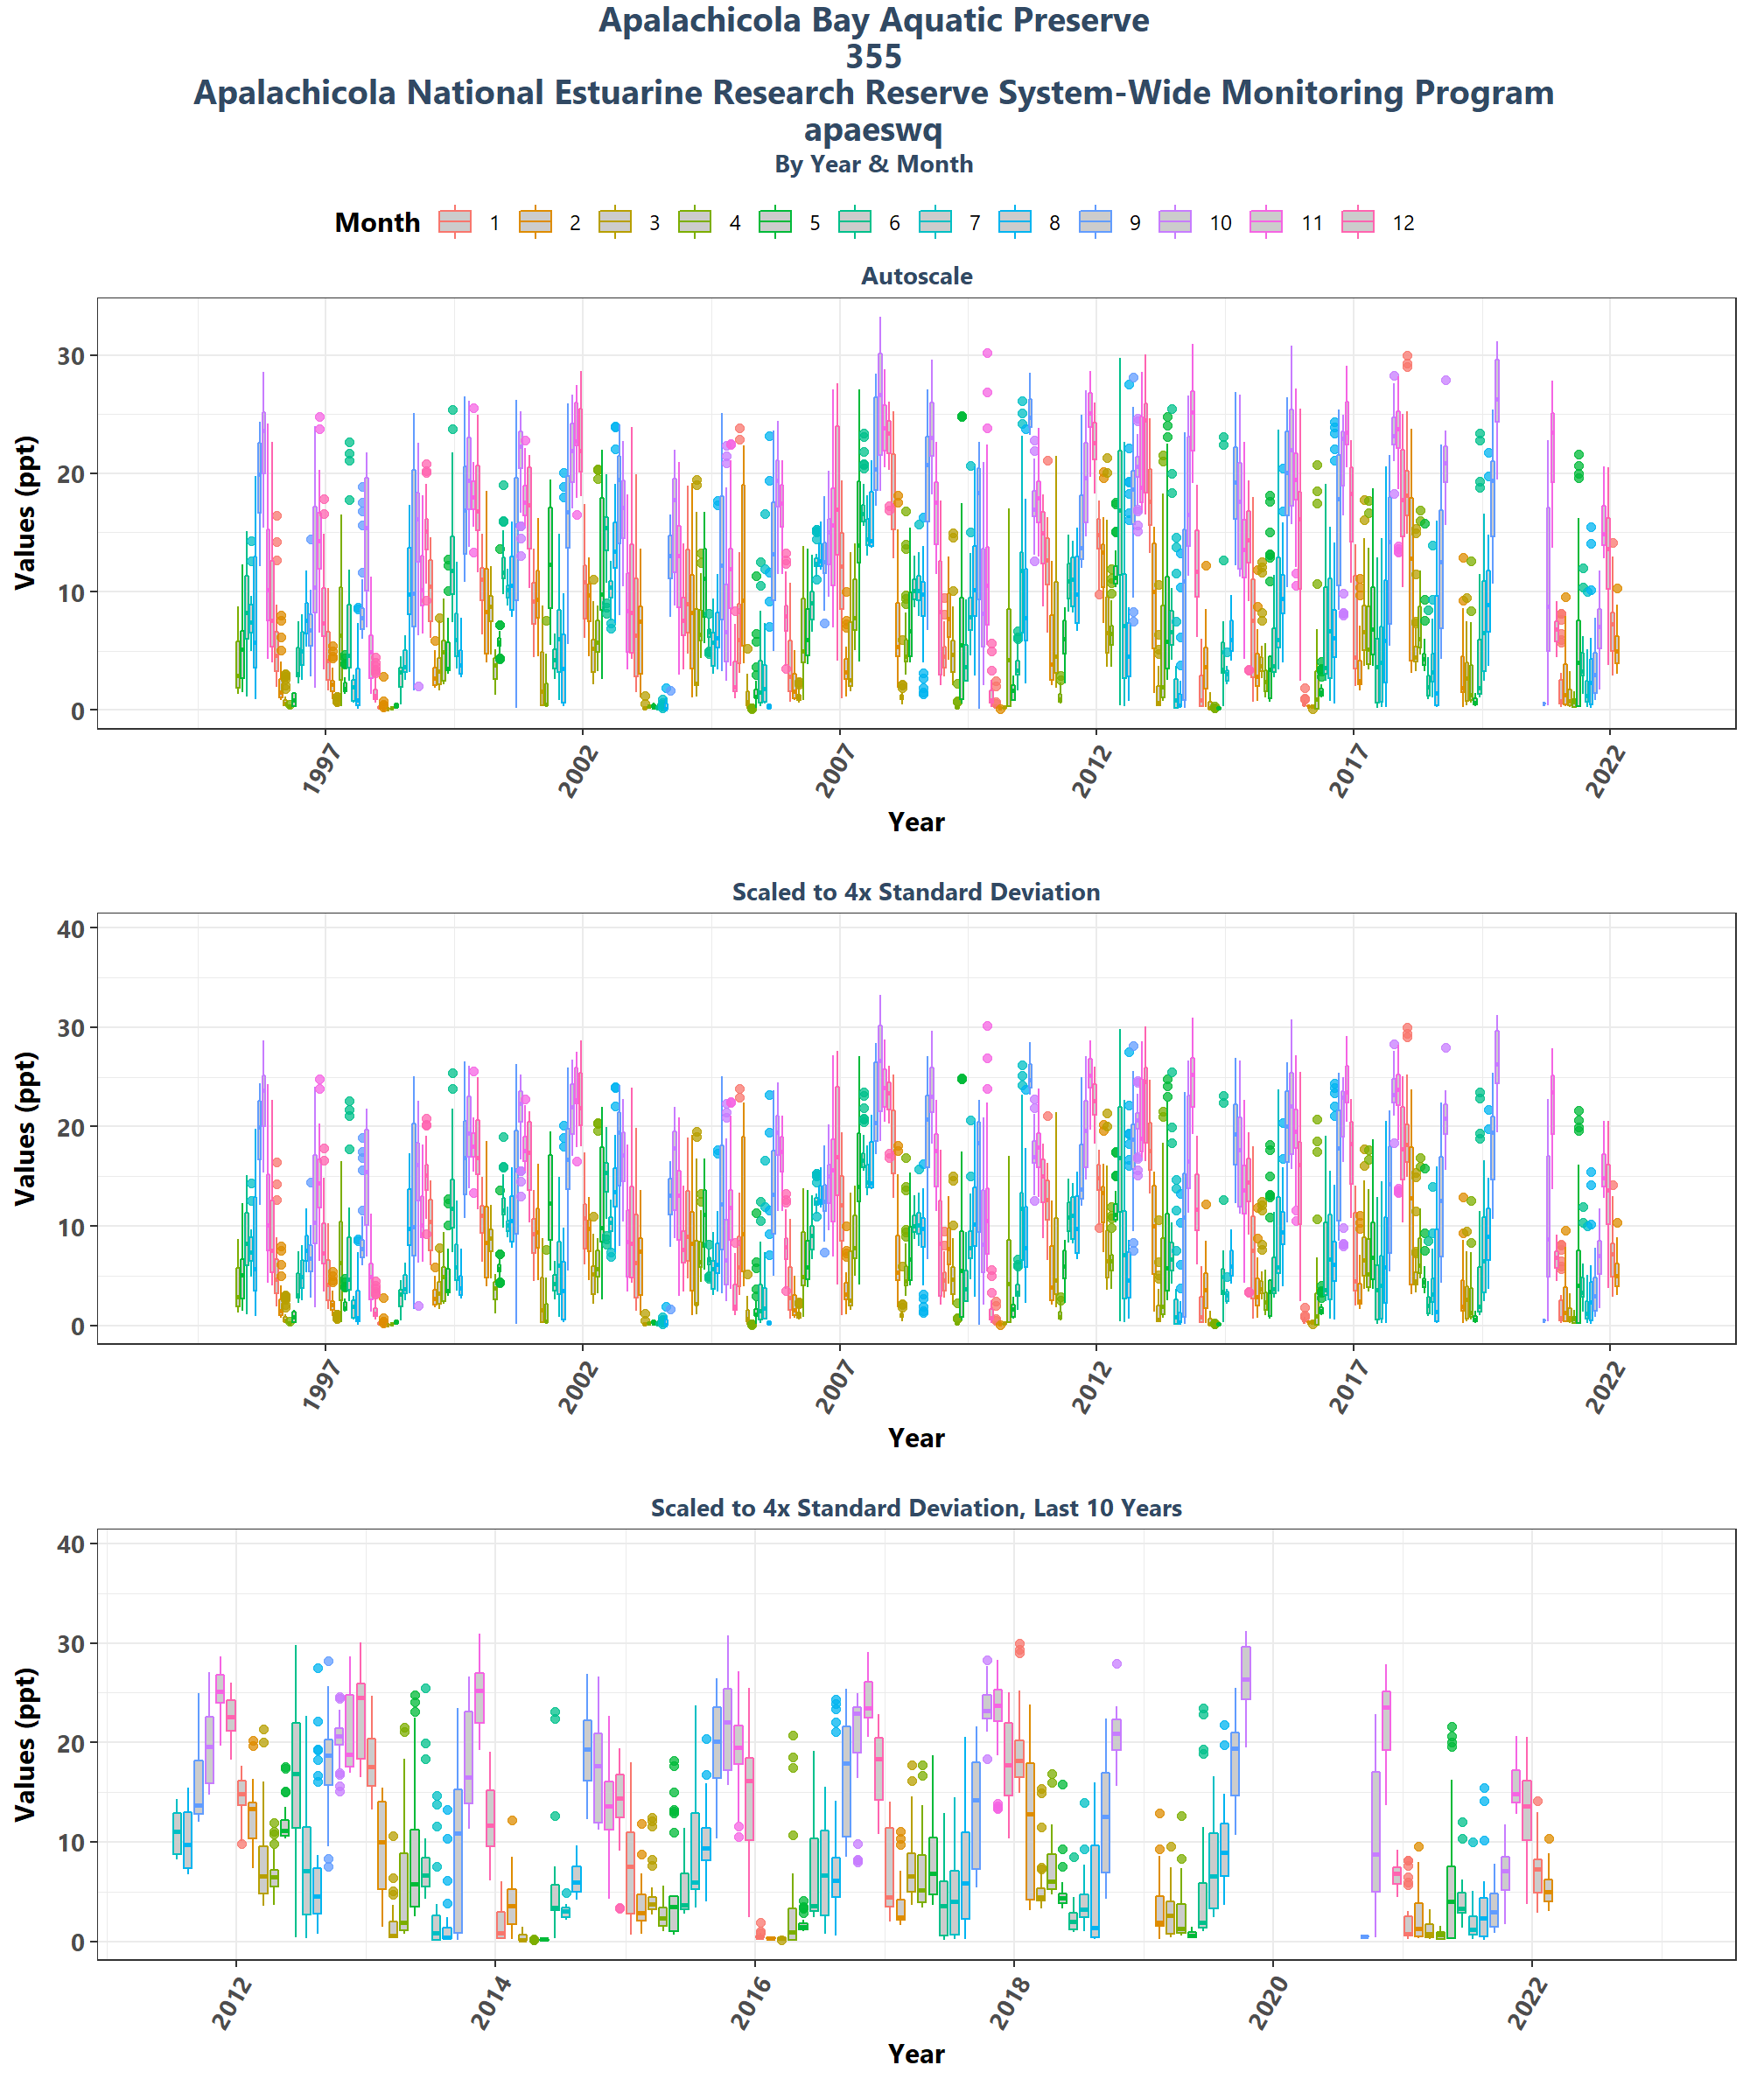 Apalachicola Bay Aquatic Preserve
355
Apalachicola National Estuarine Research Reserve System-Wide Monitoring Program
apaeswq
By Year & Month
Month 1 2 3 4 5 6 7 8 9 10 11 12
Autoscale
Values (ppt)
30
20
10
0
1997 2002 2007 2012 2017 2022
Year
Scaled to 4x Standard Deviation
Values (ppt)
40
30
20
10
0
1997 2002 2007 2012 2017 2022
Year
Scaled to 4x Standard Deviation, Last 10 Years
Values (ppt)
40
30
20
10
0
2012 2014 2016 2018 2020 2022
Year